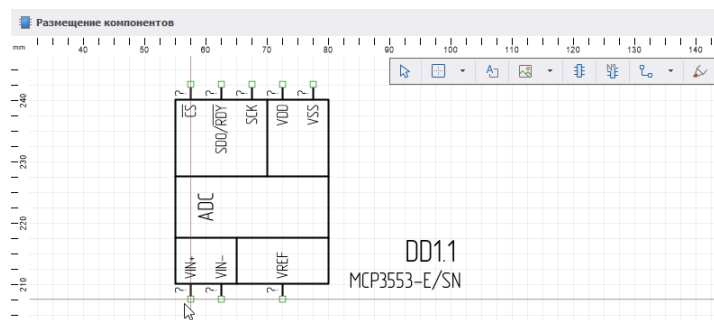 Размещение компонентов
mm 40 50 60 70 80 90 100 110 120 130 140
240
230
220
210
? ? ? ? ?
CS SDO/RDY SCK VDD VSS
ADC
VIN+ VIN- VREF
? ? ?
DD1.1
MCP3553-E/SN